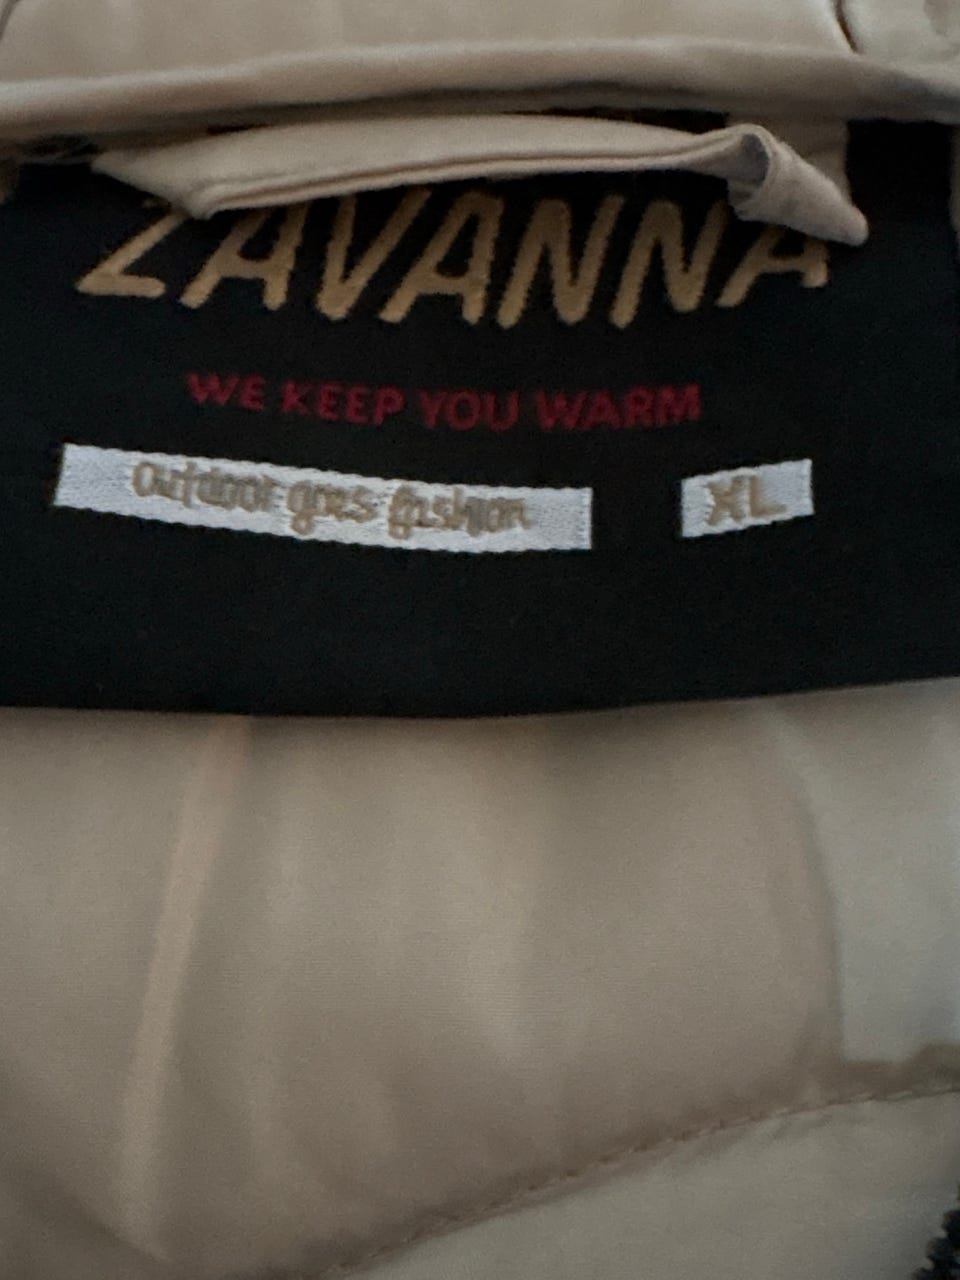 ZAVANNA
WE KEEP YOU WARM
outdoor goes fashion
XL